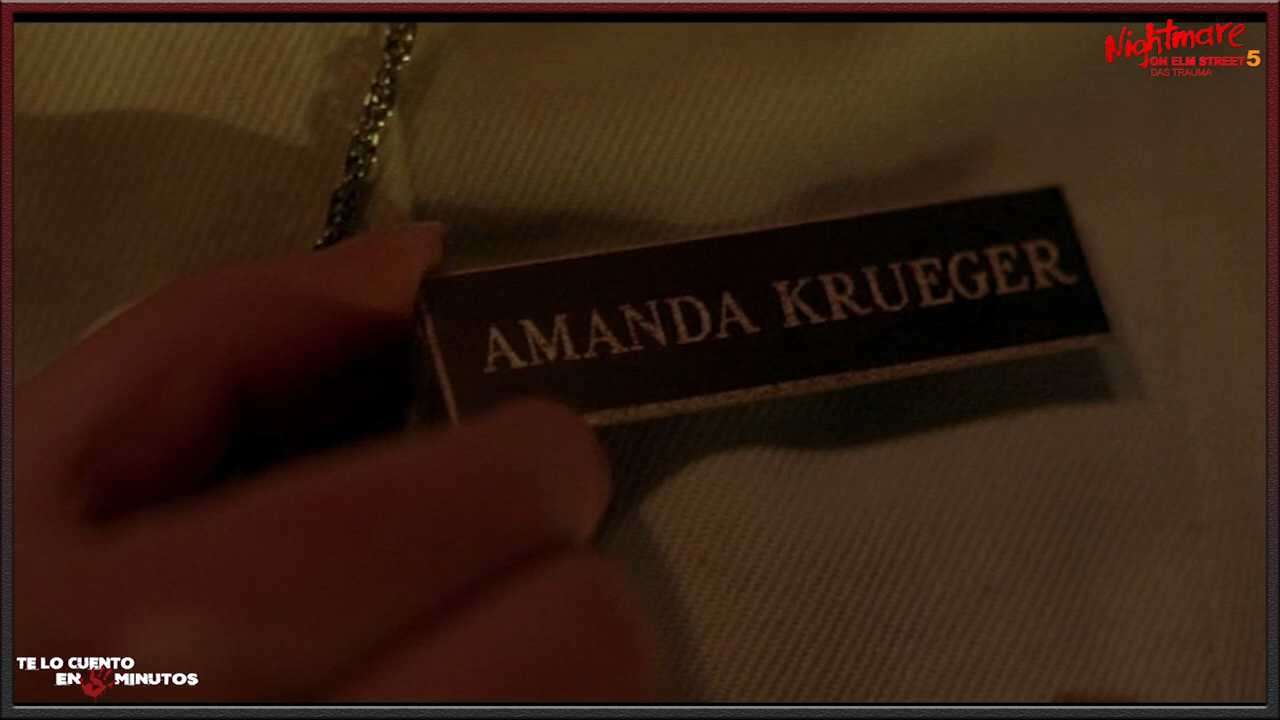 Nightmare
ON ELM STREET 5
DAS TRAUMA
AMANDA KRUEGER
TE LO CUENTO
EN MINUTOS